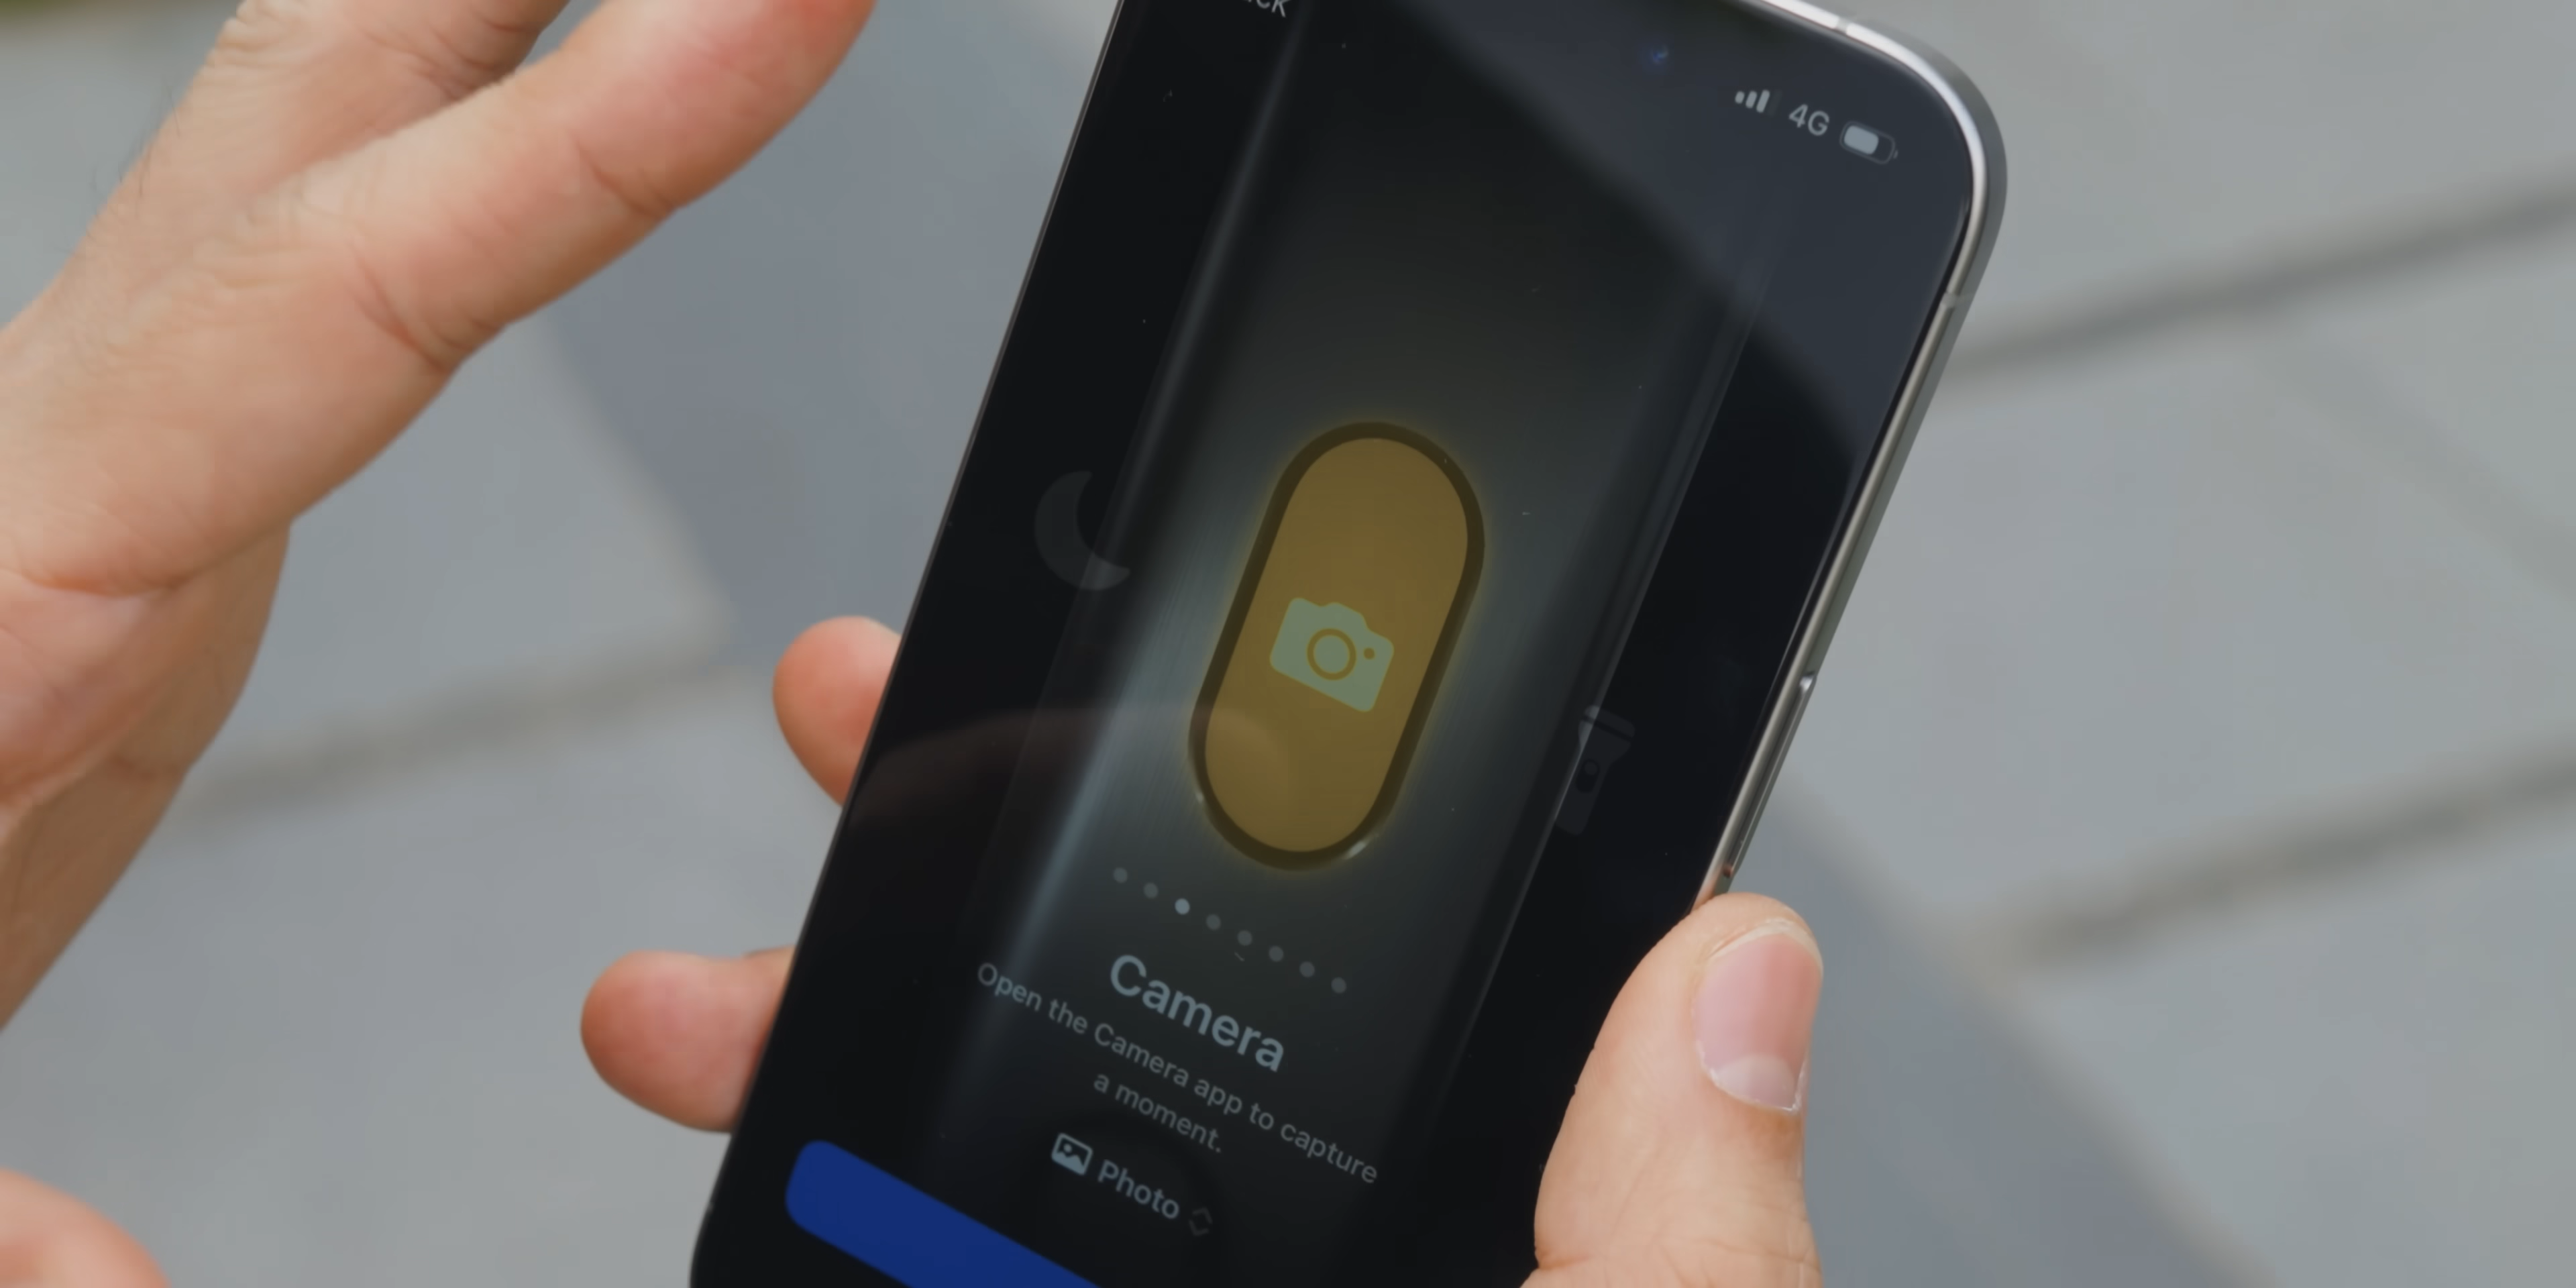 4G
Camera
Open the Camera app to capture
a moment.
Photo